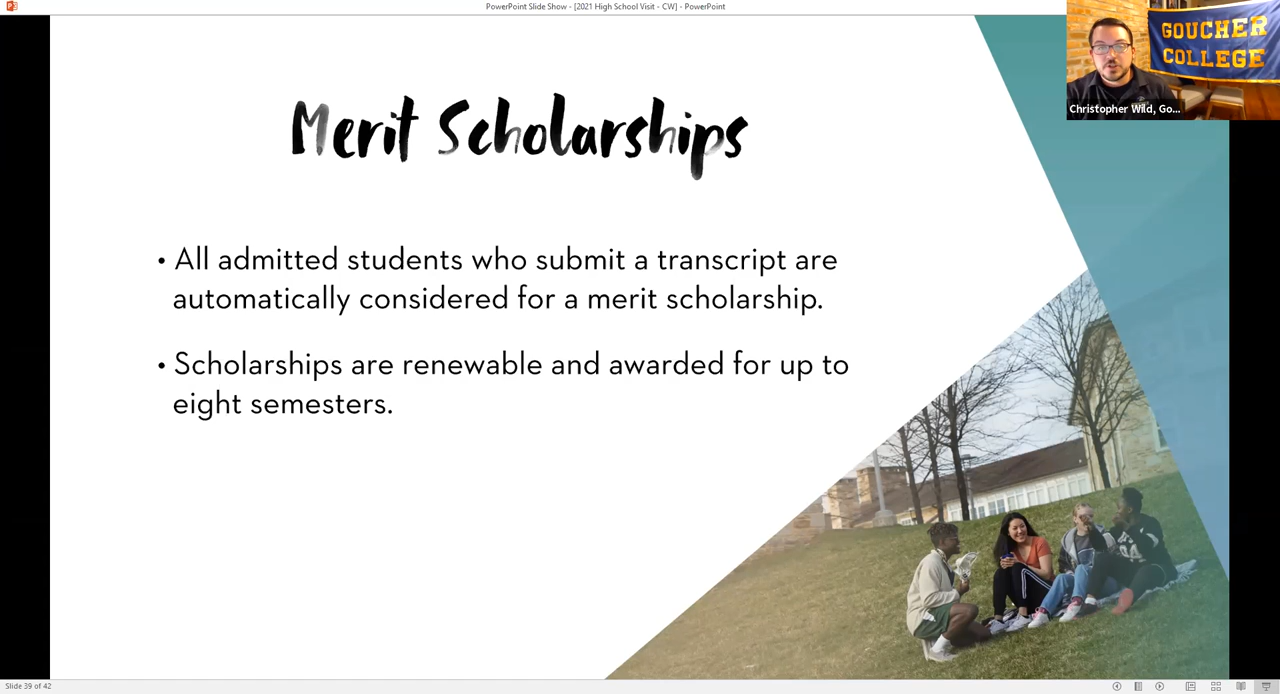 PowerPoint Slide Show - [2021 High School Visit - CW] - PowerPoint
GOUCHER
COLLEGE
Christopher Wild, Go...
Merit Scholarships
• All admitted students who submit a transcript are
automatically considered for a merit scholarship.
• Scholarships are renewable and awarded for up to
eight semesters.
Slide 39 of 42